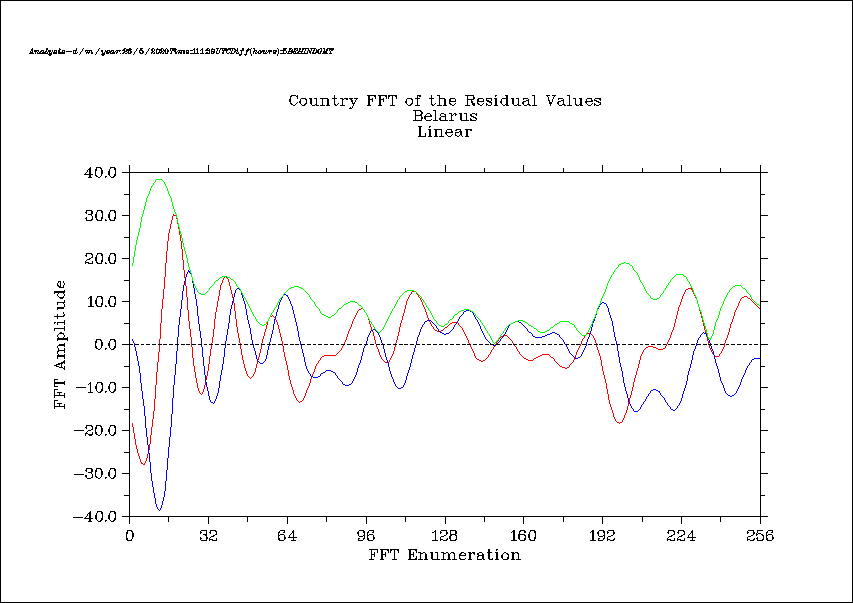 Country FFT of the Residual Values
Belarus
Linear
FFT Amplitude
40.0
30.0
20.0
10.0
0.0
-10.0
-20.0
-30.0
-40.0
0 32 64 96 128 160 192 224 256
FFT Enumeration